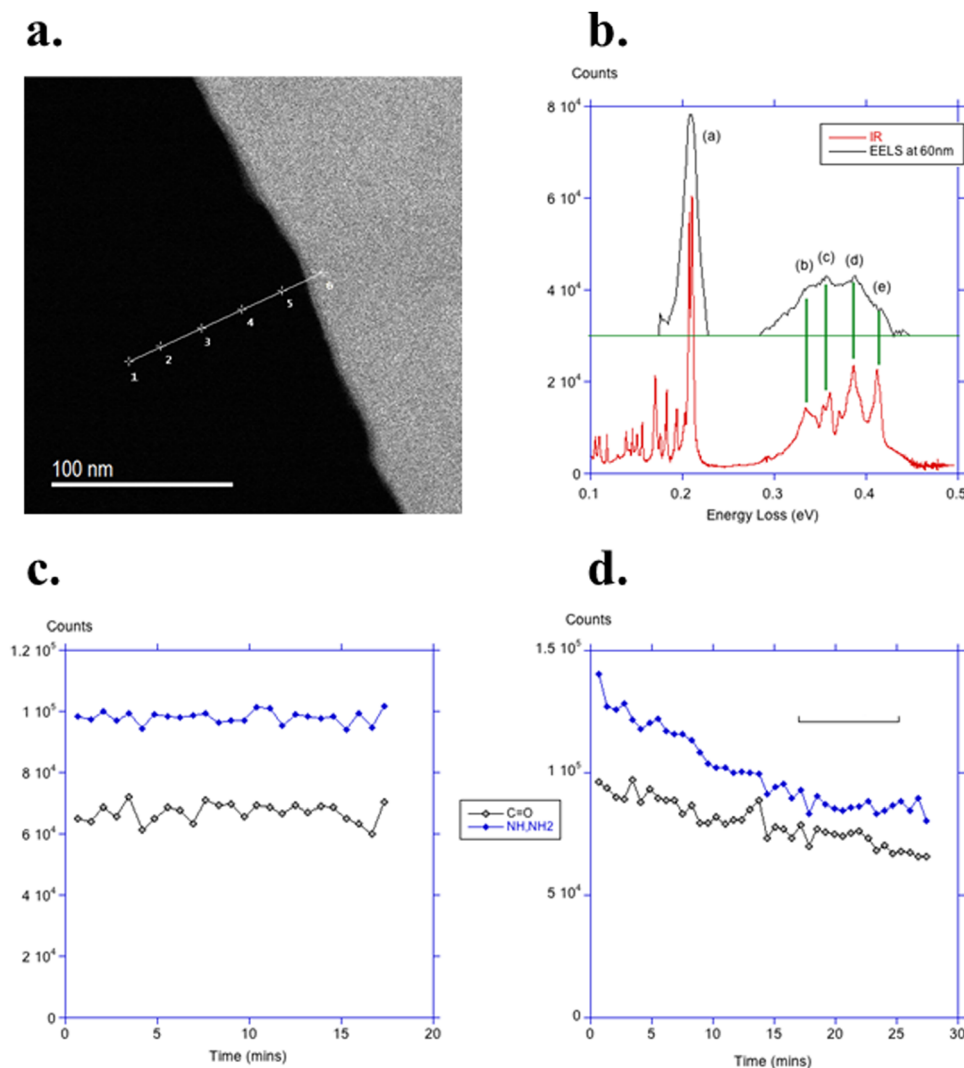 a.
1
2
3
4
5
6
100 nm
b.
Counts
8 10⁴
6 10⁴
4 10⁴
2 10⁴
0
IR
EELS at 60nm
(a)
(b)
(c)
(d)
(e)
0.1
0.2
0.3
0.4
0.5
Energy Loss (eV)
c.
Counts
1.2 10⁵
1 10⁵
8 10⁴
6 10⁴
4 10⁴
2 10⁴
0
0
5
10
15
20
Time (mins)
C=O
NH,NH2
d.
Counts
1.5 10⁵
1 10⁵
5 10⁴
0
0
5
10
15
20
25
30
Time (mins)